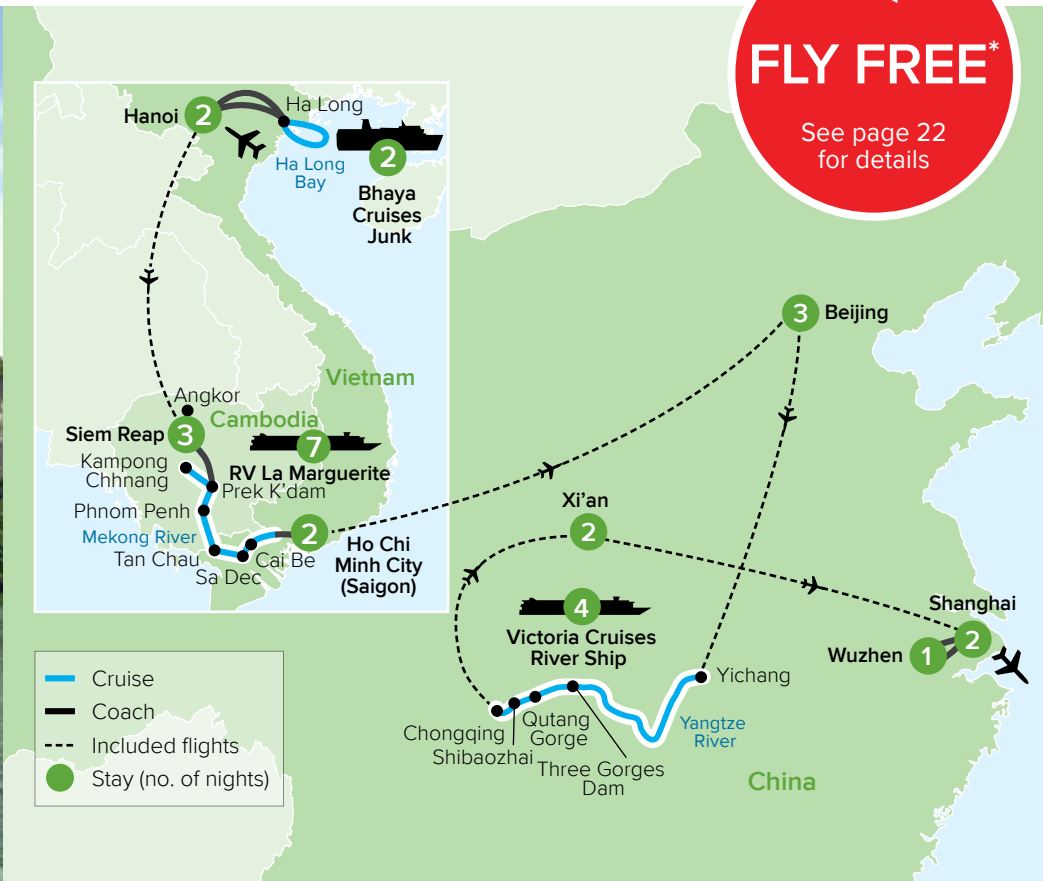 FLY FREE*
See page 22
for details
Hanoi
2
Ha Long
Ha Long
Bay
2
Bhaya
Cruises
Junk
Vietnam
Angkor
Cambodia
Siem Reap
3
7
RV La Marguerite
Kampong
Chhnang
Prek K'dam
Phnom Penh
Mekong River
Tan Chau
Sa Dec
Cai Be
2
Ho Chi
Minh City
(Saigon)
3
Beijing
Xi'an
2
4
Victoria Cruises
River Ship
Shanghai
2
Wuzhen
1
Yichang
Chongqing
Shibaozhai
Qutang
Gorge
Three Gorges
Dam
Yangtze
River
China
Cruise
Coach
Included flights
Stay (no. of nights)